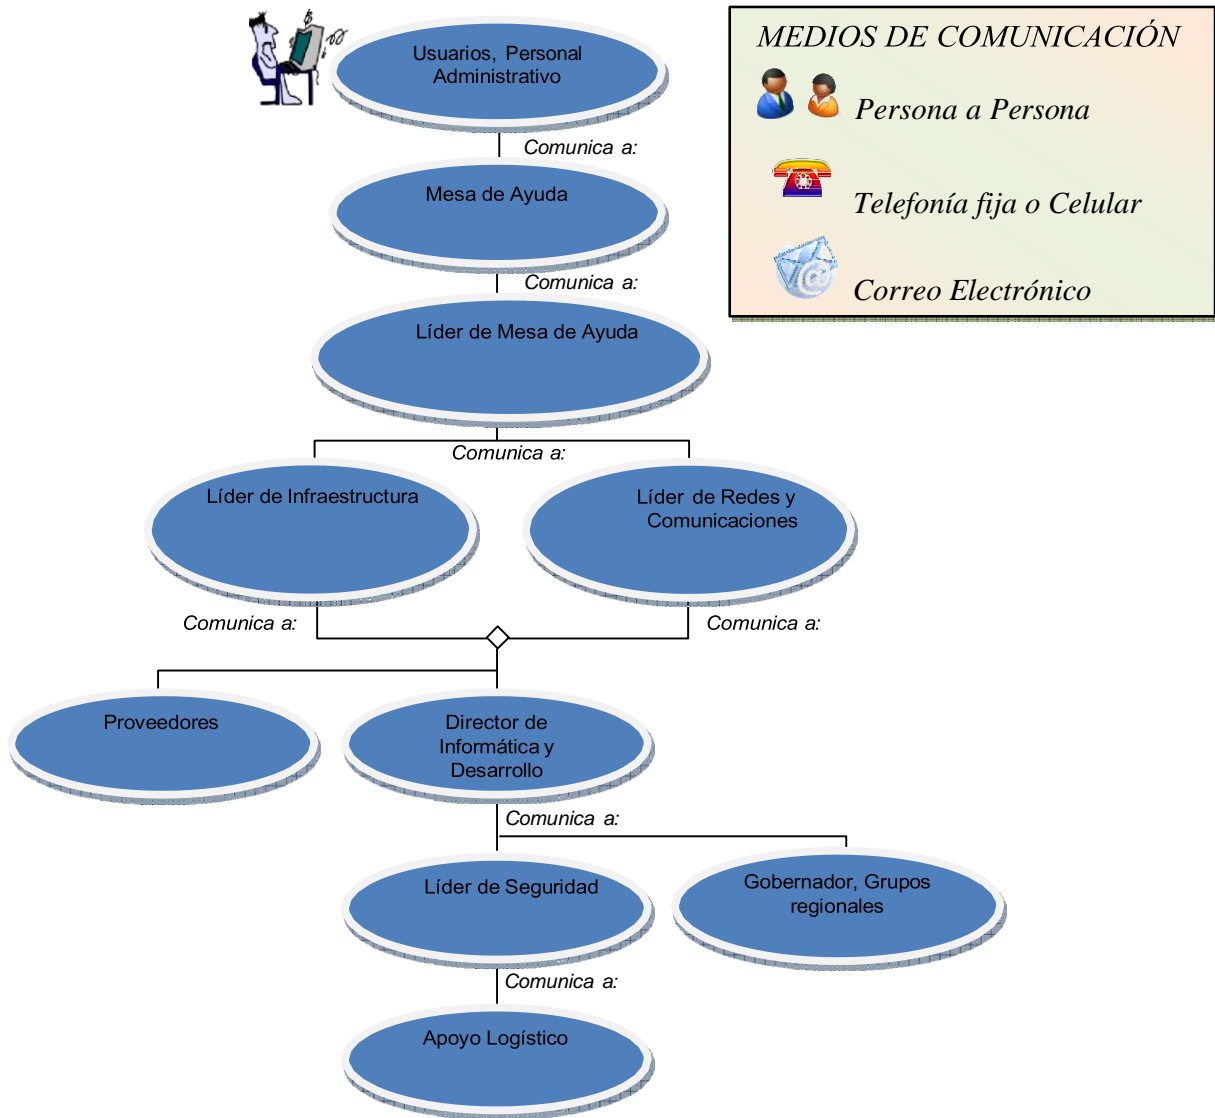 MEDIOS DE COMUNICACIÓN
Persona a Persona
Telefonía fija o Celular
Correo Electrónico
Usuarios, Personal
Administrativo
Comunica a:
Mesa de Ayuda
Comunica a:
Líder de Mesa de Ayuda
Comunica a:
Líder de Infraestructura
Líder de Redes y
Comunicaciones
Comunica a:
Comunica a:
Proveedores
Director de
Informática y
Desarrollo
Comunica a:
Líder de Seguridad
Gobernador, Grupos
regionales
Comunica a:
Apoyo Logístico